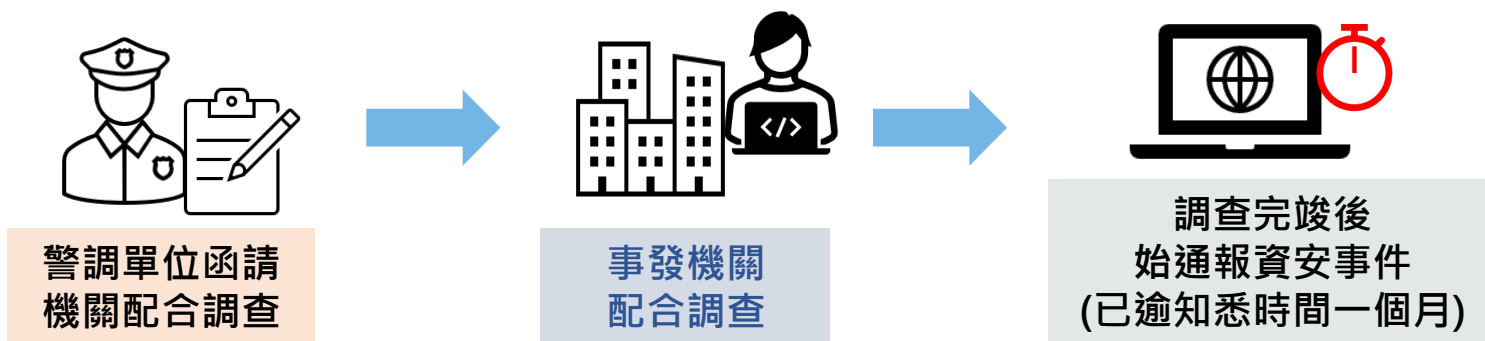 警調單位函請
機關配合調查
</>
事發機關
配合調查
調查完竣後
始通報資安事件
(已逾知悉時間一個月)